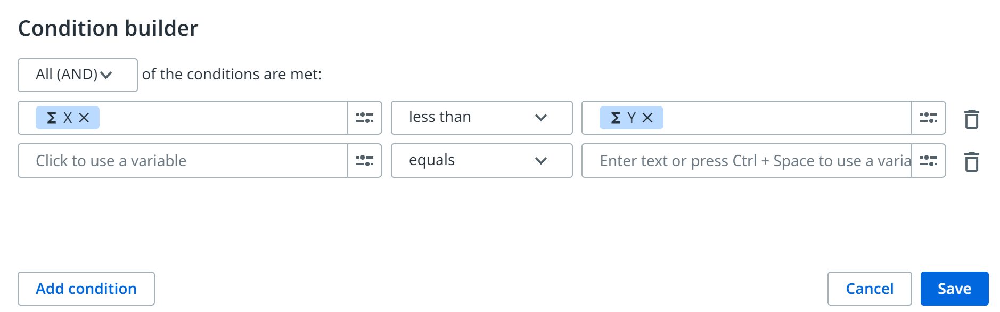 Condition builder
All (AND) of the conditions are met:
Σ X less than Σ Y
Click to use a variable equals Enter text or press Ctrl + Space to use a varia
Add condition Cancel Save